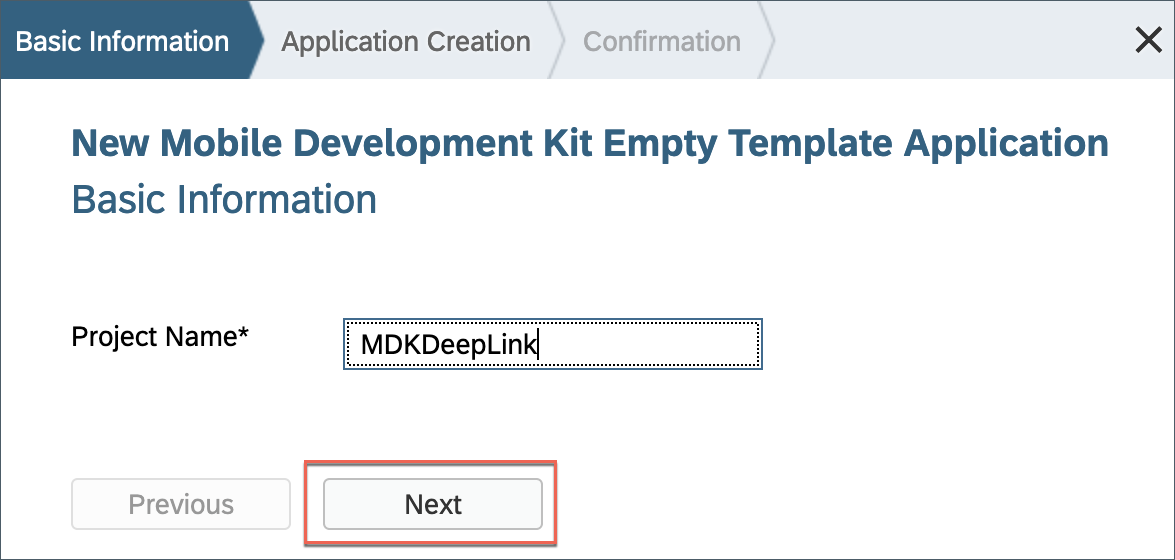 Basic Information Application Creation Confirmation
New Mobile Development Kit Empty Template Application
Basic Information
Project Name* MDKDeepLink
Previous Next